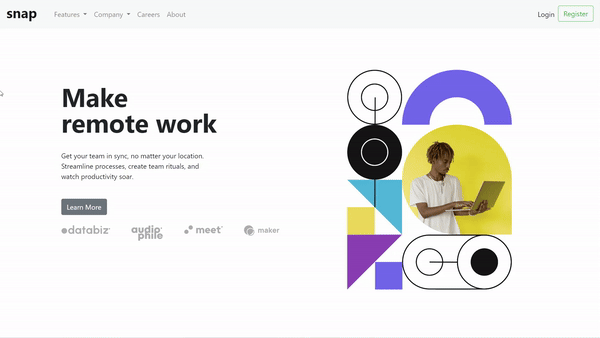 snap
Features
Company
Careers
About
Login
Register
Make
remote work
Get your team in sync, no matter your location.
Streamline processes, create team rituals, and
watch productivity soar.
Learn More
databiz
audiophile
meet
maker